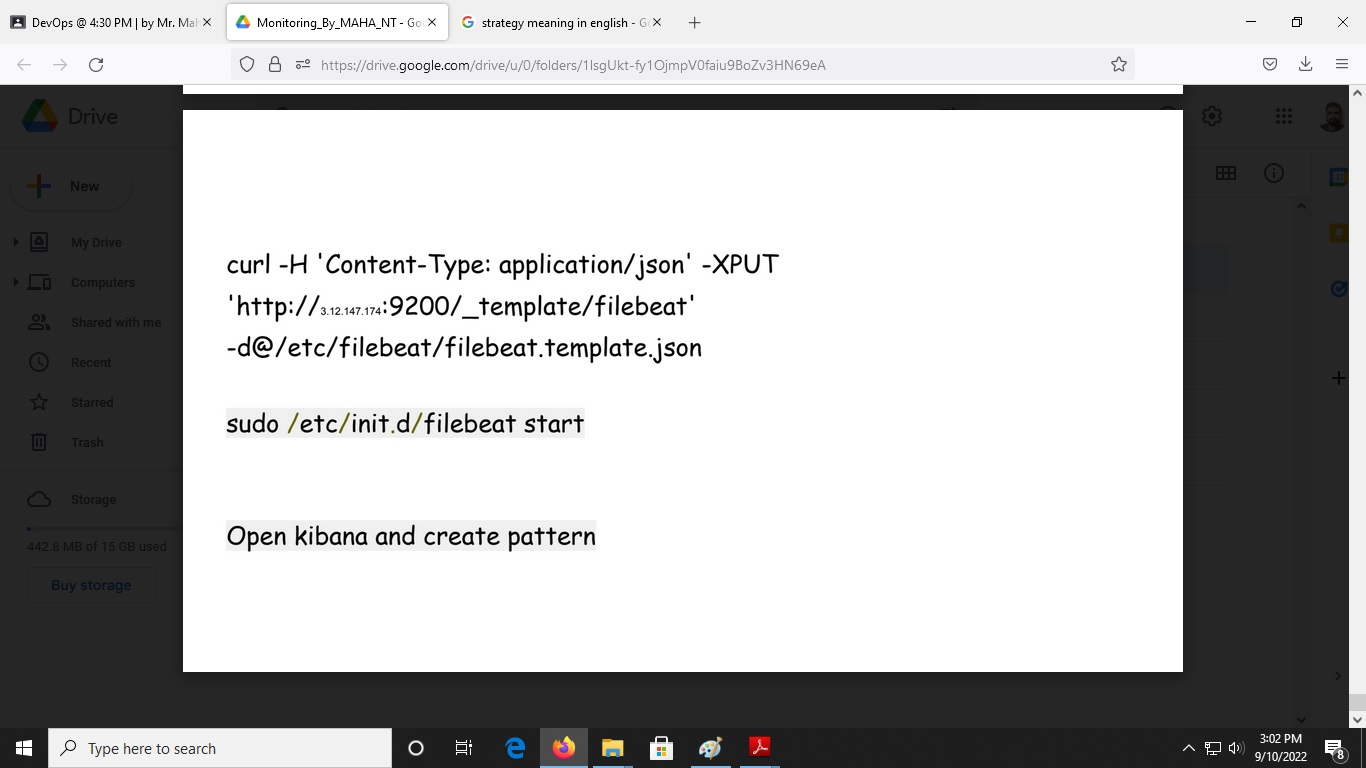 DevOps @ 4:30 PM | by Mr. Mah
Monitoring_By_MAHA_NT - Goo
strategy meaning in english - Go
https://drive.google.com/drive/u/0/folders/1lsgUkt-fy1OjmpV0faiu9BoZv3HN69eA
Drive
New
My Drive
Computers
Shared with me
Recent
Starred
Trash
Storage
442.8 MB of 15 GB used
Buy storage
curl -H 'Content-Type: application/json' -XPUT
'http://3.12.147.174:9200/_template/filebeat'
-d@/etc/filebeat/filebeat.template.json
sudo /etc/init.d/filebeat start
Open kibana and create pattern
Type here to search
3:02 PM
9/10/2022
8